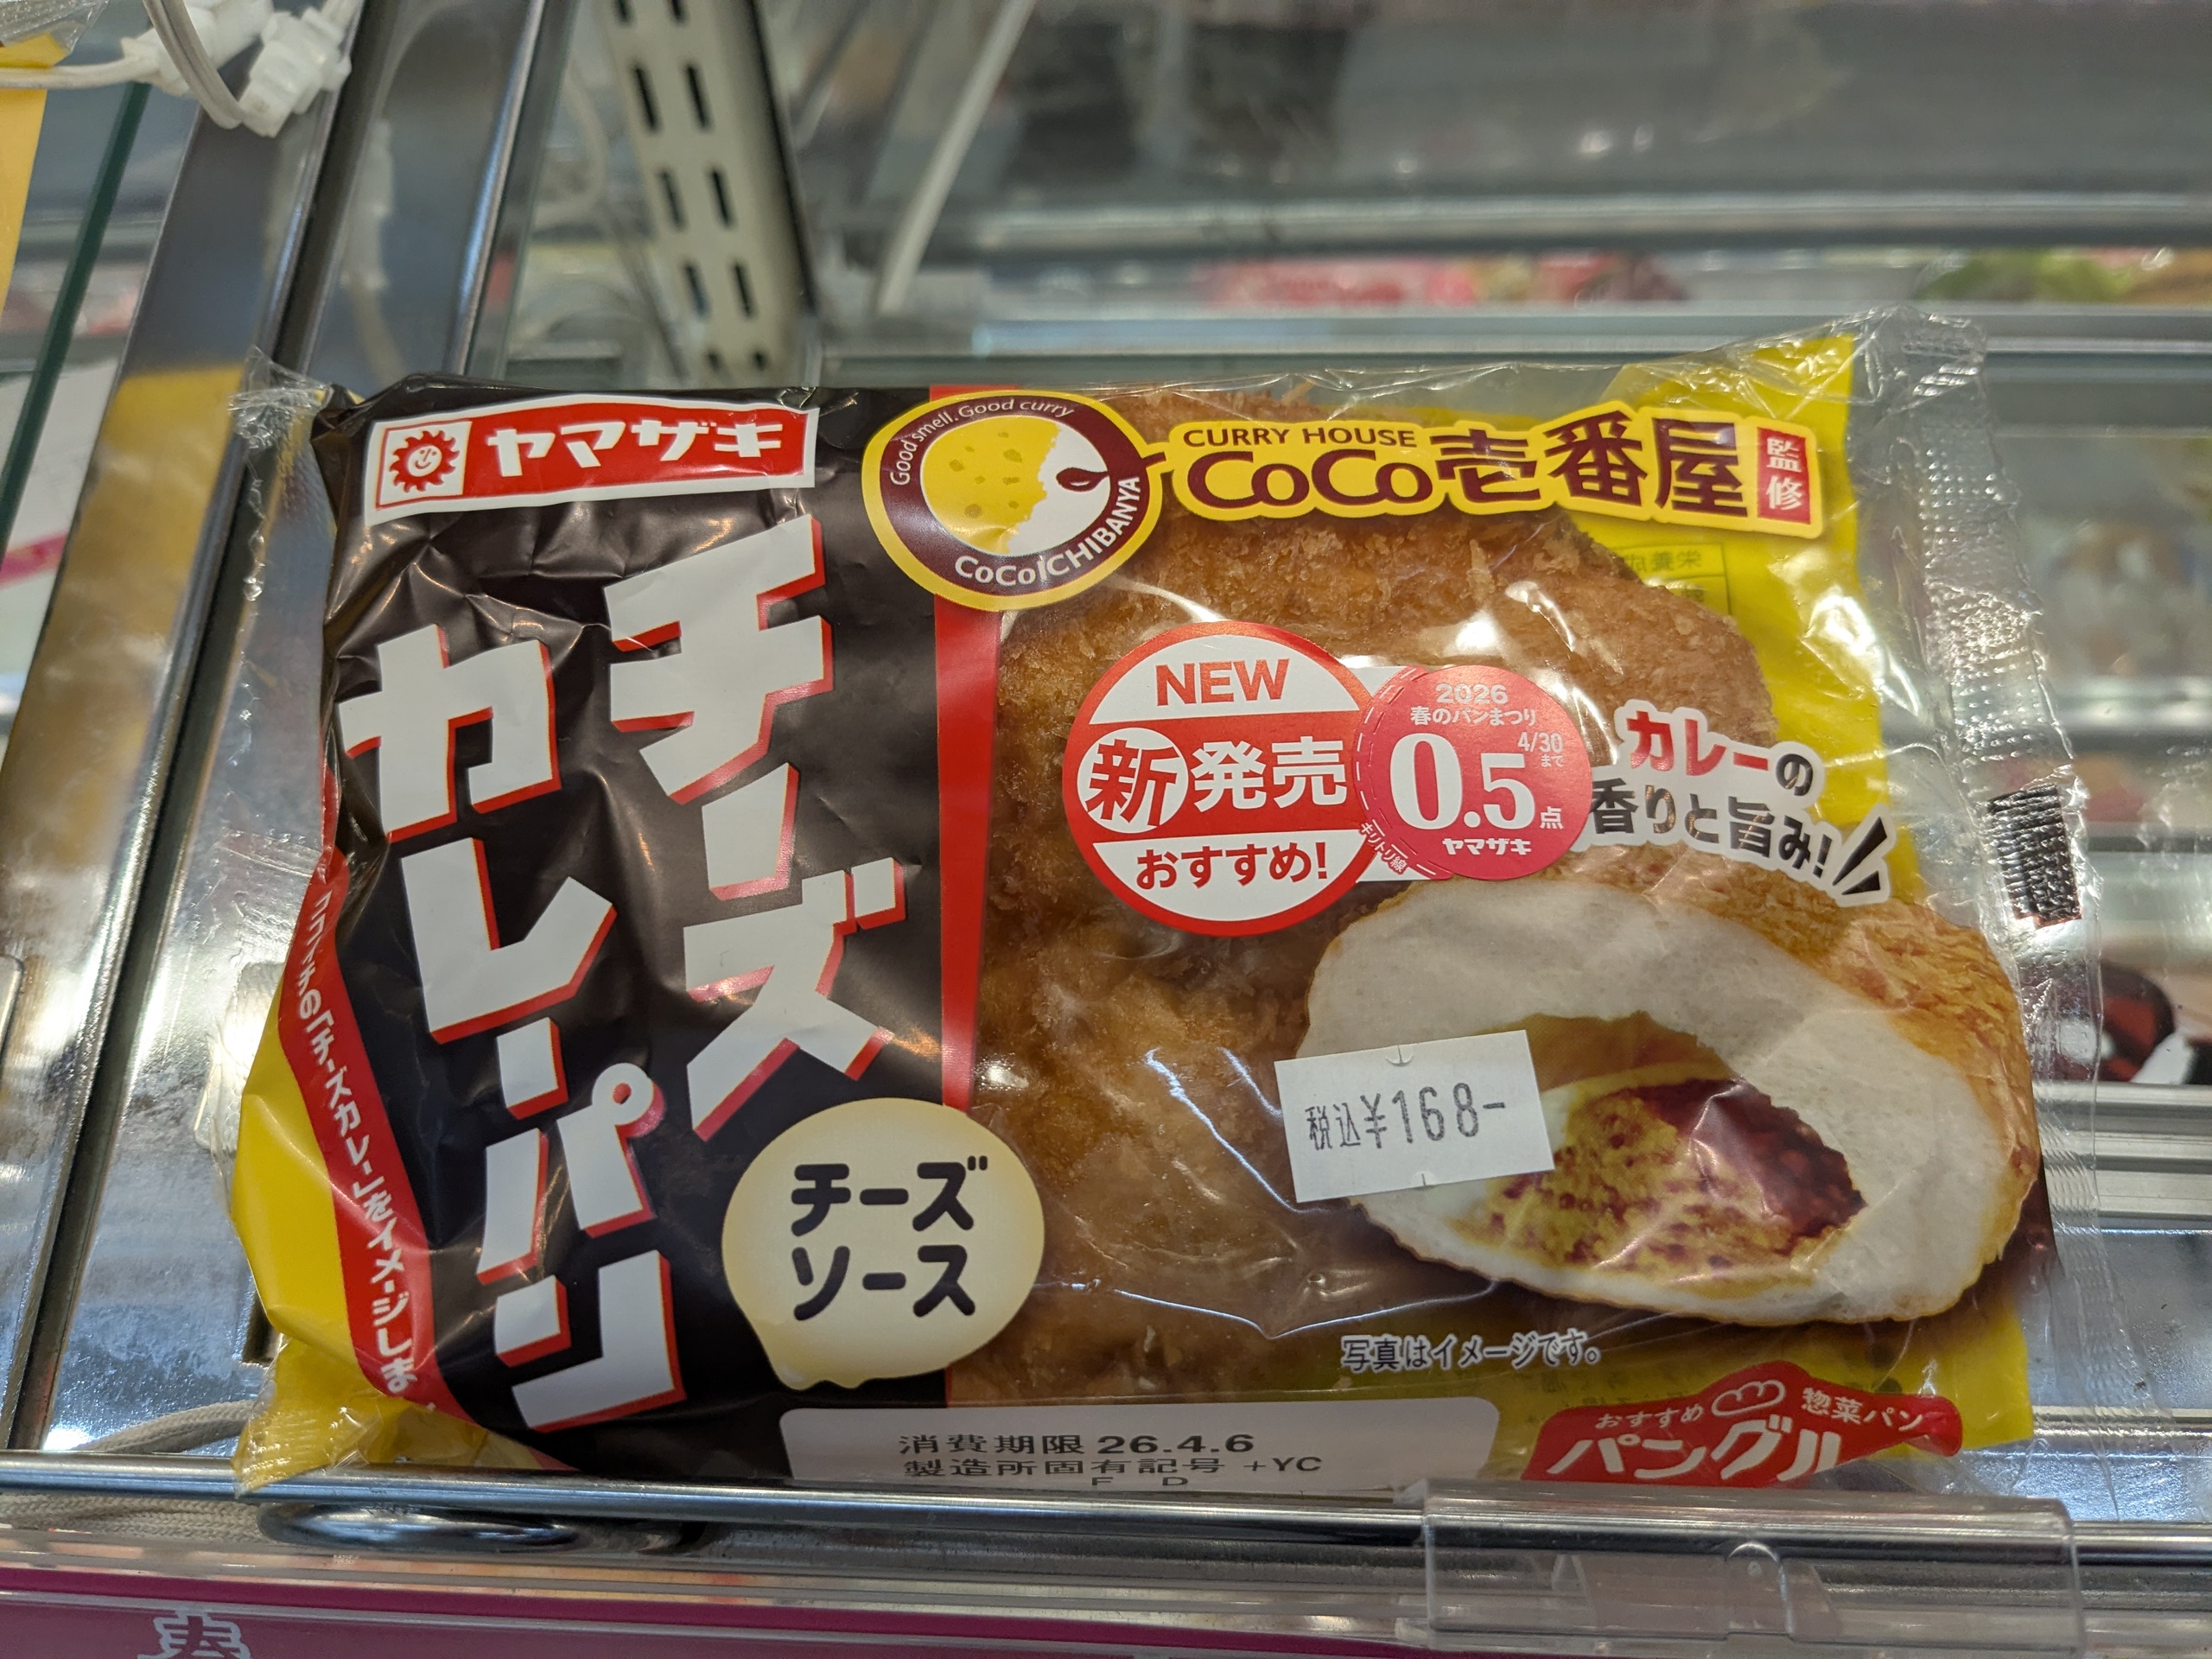 ヤマザキ
Good smell. Good curry
CoCoICHIBANYA
CURRY HOUSE
CoCo壱番屋
監修
チーズ
カレーパン
ココイチの「チーズカレー」をイメージしま
チーズ
ソース
NEW
新発売
おすすめ!
2026
春のパンまつり
4/30
まで
0.5点
ヤマザキ
キリトリ線
カレーの
香りと旨み!
税込¥168-
写真はイメージです。
消費期限 26.4.6
製造所固有記号 +YC
F D
おすすめ 惣菜パン
パングル
春